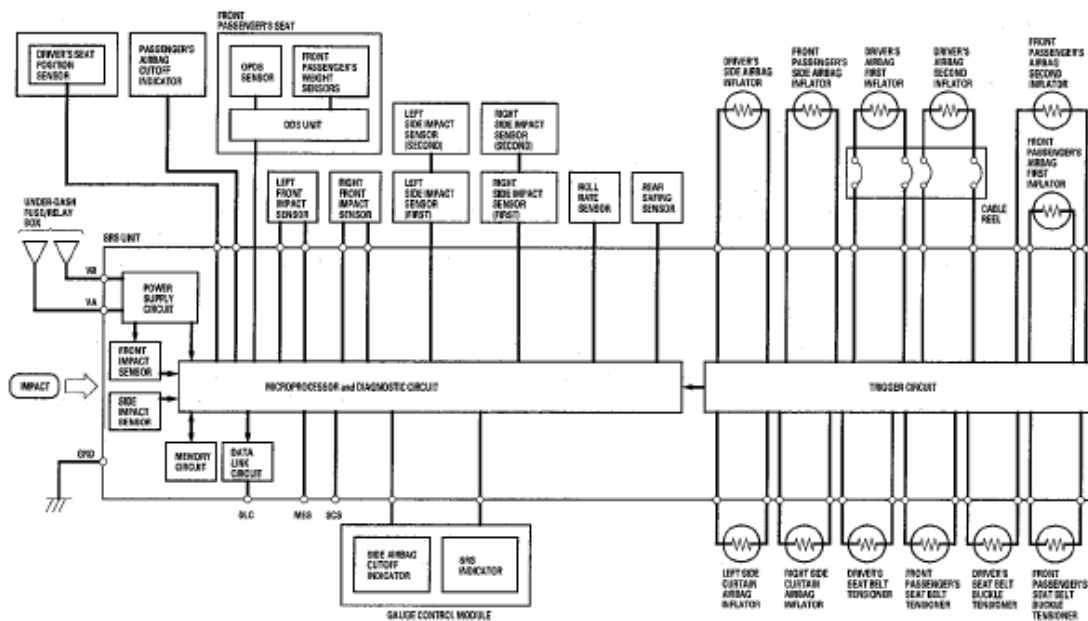 FRONT
PASSENGER'S SEAT
DRIVER'S SEAT
POSITION
SENSOR
PASSENGER'S
AIRBAG
CUTOFF
INDICATOR
OPDS
SENSOR
FRONT
PASSENGER'S
WEIGHT
SENSORS
ODS UNIT
LEFT
SIDE IMPACT
SENSOR
(SECOND)
RIGHT
SIDE IMPACT
SENSOR
(SECOND)
LEFT
FRONT
IMPACT
SENSOR
RIGHT
FRONT
IMPACT
SENSOR
LEFT
SIDE IMPACT
SENSOR
(FIRST)
RIGHT
SIDE IMPACT
SENSOR
(FIRST)
ROLL
RATE
SENSOR
REAR
SAFING
SENSOR
DRIVER'S
SIDE AIRBAG
INFLATOR
FRONT
PASSENGER'S
SIDE AIRBAG
INFLATOR
DRIVER'S
AIRBAG
FIRST
INFLATOR
DRIVER'S
AIRBAG
SECOND
INFLATOR
FRONT
PASSENGER'S
AIRBAG
SECOND
INFLATOR
FRONT
PASSENGER'S
AIRBAG
FIRST
INFLATOR
CABLE
REEL
UNDER-DASH
FUSE/RELAY
BOX
SRS UNIT
VB
VA
POWER
SUPPLY
CIRCUIT
FRONT
IMPACT
SENSOR
IMPACT
SIDE
IMPACT
SENSOR
MICROPROCESSOR and DIAGNOSTIC CIRCUIT
TRIGGER CIRCUIT
GND
MEMORY
CIRCUIT
DATA
LINK
CIRCUIT
DLC
MES
SCS
SIDE AIRBAG
CUTOFF
INDICATOR
SRS
INDICATOR
GAUGE CONTROL MODULE
LEFT SIDE
CURTAIN
AIRBAG
INFLATOR
RIGHT SIDE
CURTAIN
AIRBAG
INFLATOR
DRIVER'S
SEAT BELT
TENSIONER
FRONT
PASSENGER'S
SEAT BELT
TENSIONER
DRIVER'S
SEAT BELT
BUCKLE
TENSIONER
FRONT
PASSENGER'S
SEAT BELT
BUCKLE
TENSIONER